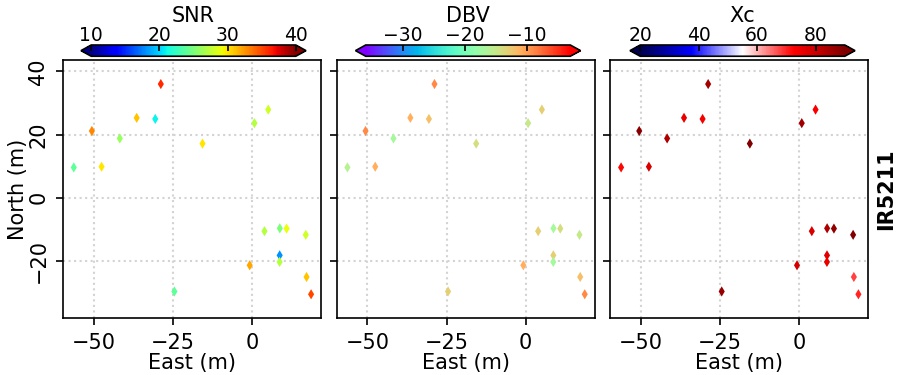 SNR DBV Xc
10 20 30 40 −30 −20 −10 20 40 60 80
40
20
0
−20
North (m)
IR5211
−50 −25 0 −50 −25 0 −50 −25 0
East (m) East (m) East (m)